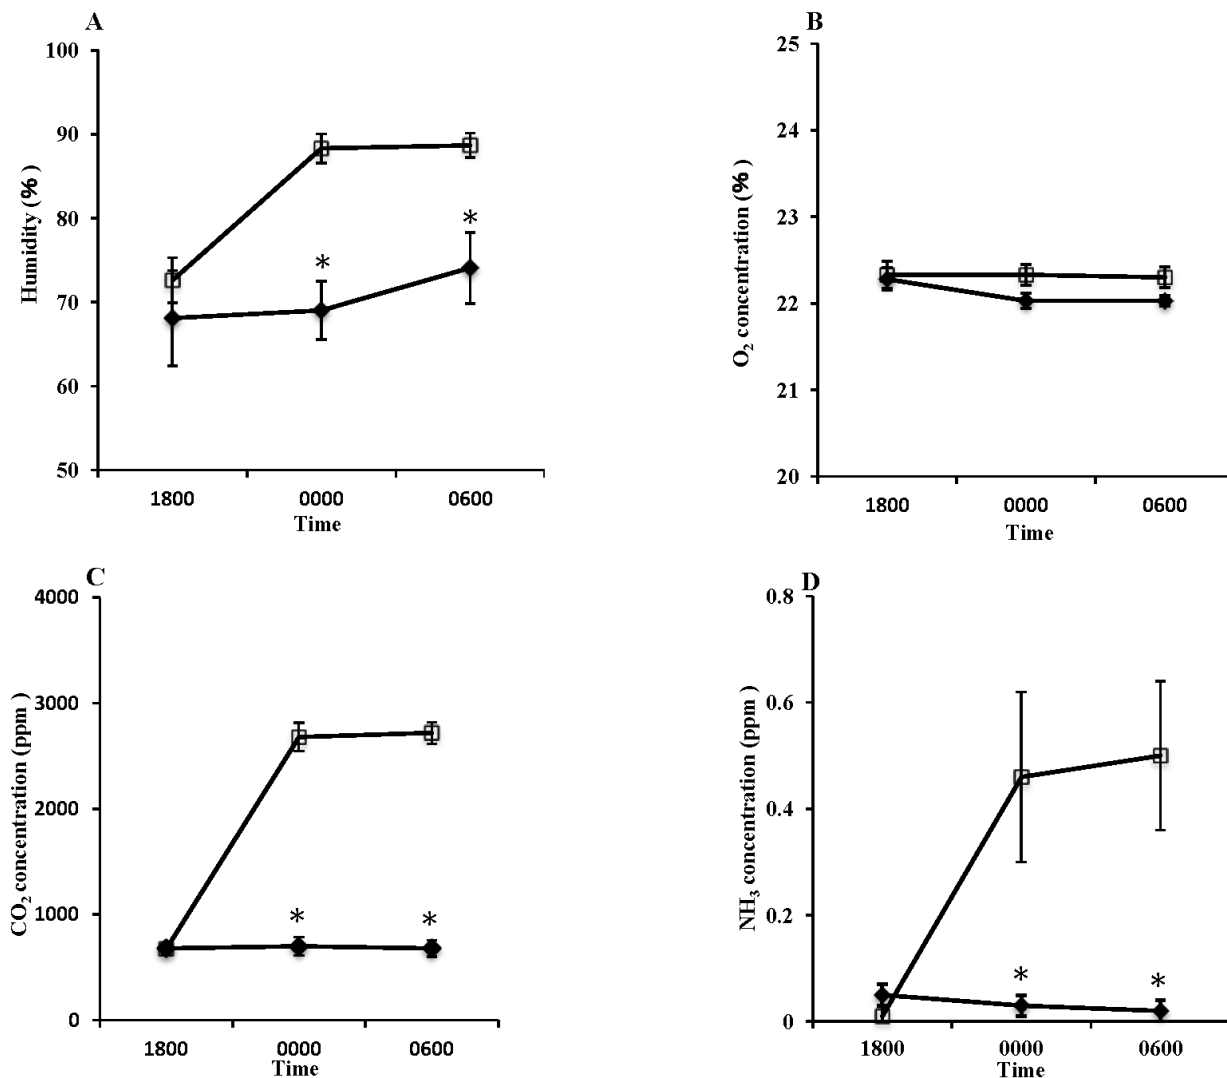 A
Humidity (%)
100
90
80
70
60
50
*
*
1800 0000 0600
Time
B
O₂ concentration (%)
25
24
23
22
21
20
1800 0000 0600
Time
C
CO₂ concentration (ppm )
4000
3000
2000
1000
0
*
*
1800 0000 0600
Time
D
NH₃ concentration (ppm )
0.8
0.6
0.4
0.2
0
*
*
1800 0000 0600
Time